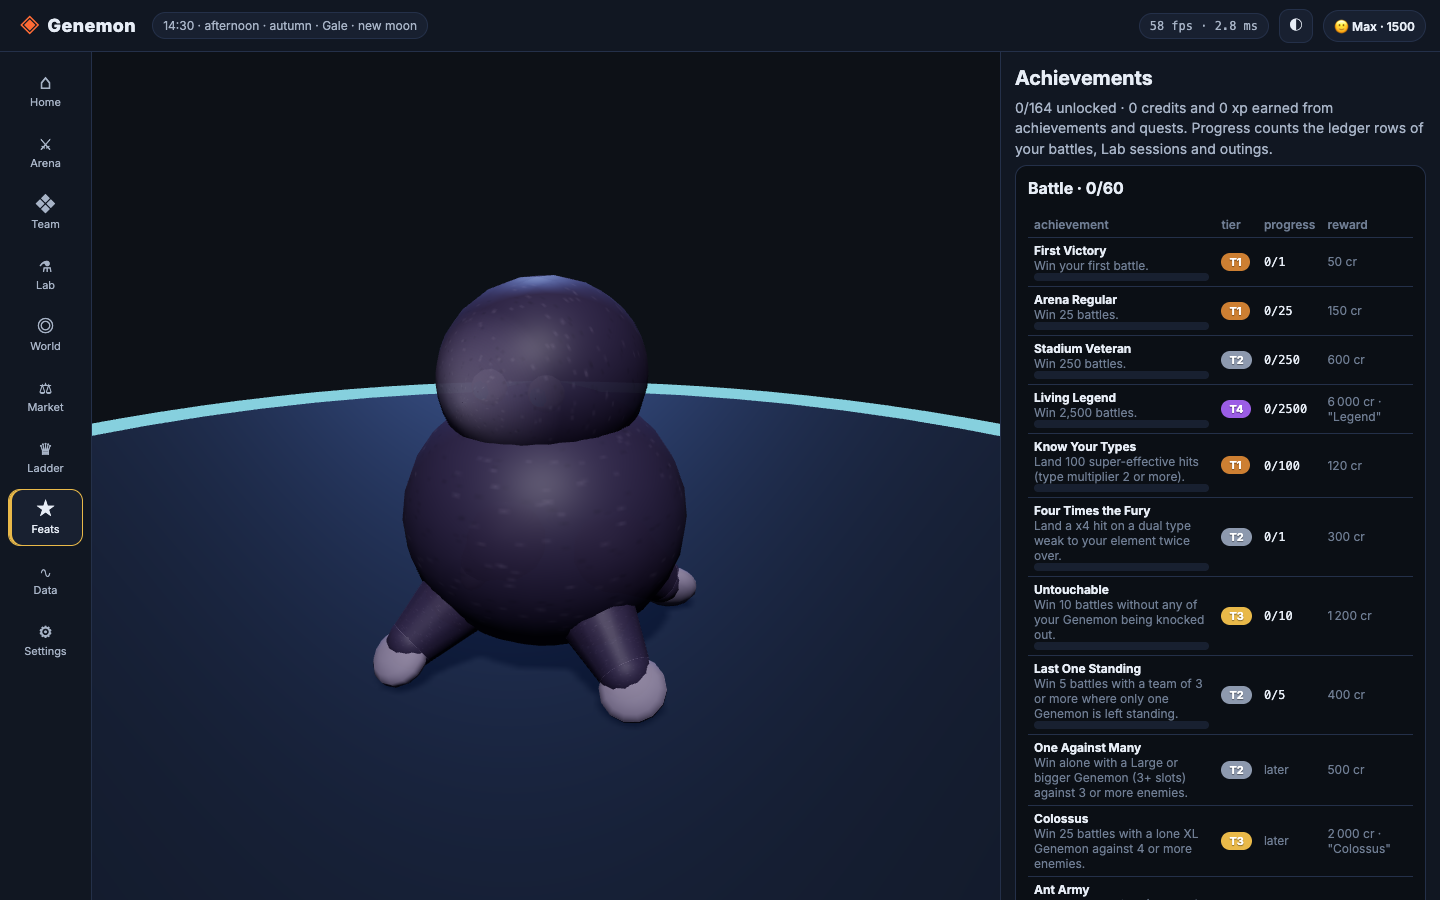 Genemon
14:30 · afternoon · autumn · Gale · new moon
58 fps · 2.8 ms
Max · 1500
Home
Arena
Team
Lab
World
Market
Ladder
Feats
Data
Settings
Achievements
0/164 unlocked · 0 credits and 0 xp earned from
achievements and quests. Progress counts the ledger rows of
your battles, Lab sessions and outings.
Battle · 0/60
achievement tier progress reward
First Victory
Win your first battle.
T1 0/1 50 cr
Arena Regular
Win 25 battles.
T1 0/25 150 cr
Stadium Veteran
Win 250 battles.
T2 0/250 600 cr
Living Legend
Win 2,500 battles.
T4 0/2500 6 000 cr ·
"Legend"
Know Your Types
Land 100 super-effective hits
(type multiplier 2 or more).
T1 0/100 120 cr
Four Times the Fury
Land a x4 hit on a dual type
weak to your element twice
over.
T2 0/1 300 cr
Untouchable
Win 10 battles without any of
your Genemon being knocked
out.
T3 0/10 1 200 cr
Last One Standing
Win 5 battles with a team of 3
or more where only one
Genemon is left standing.
T2 0/5 400 cr
One Against Many
Win alone with a Large or
bigger Genemon (3+ slots)
against 3 or more enemies.
T2 later 500 cr
Colossus
Win 25 battles with a lone XL
Genemon against 4 or more
enemies.
T3 later 2 000 cr ·
"Colossus"
Ant Army